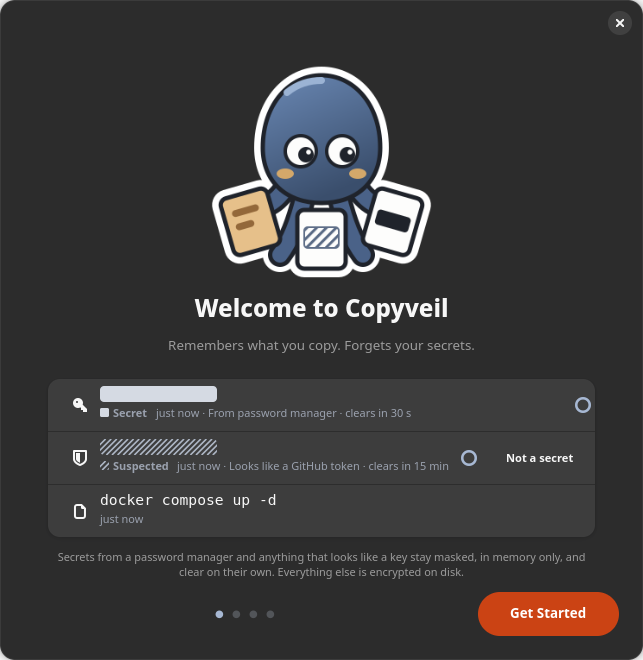 Welcome to Copyveil
Remembers what you copy. Forgets your secrets.
Secret just now · From password manager · clears in 30 s
Suspected just now · Looks like a GitHub token · clears in 15 min
Not a secret
docker compose up -d
just now
Secrets from a password manager and anything that looks like a key stay masked, in memory only, and
clear on their own. Everything else is encrypted on disk.
Get Started